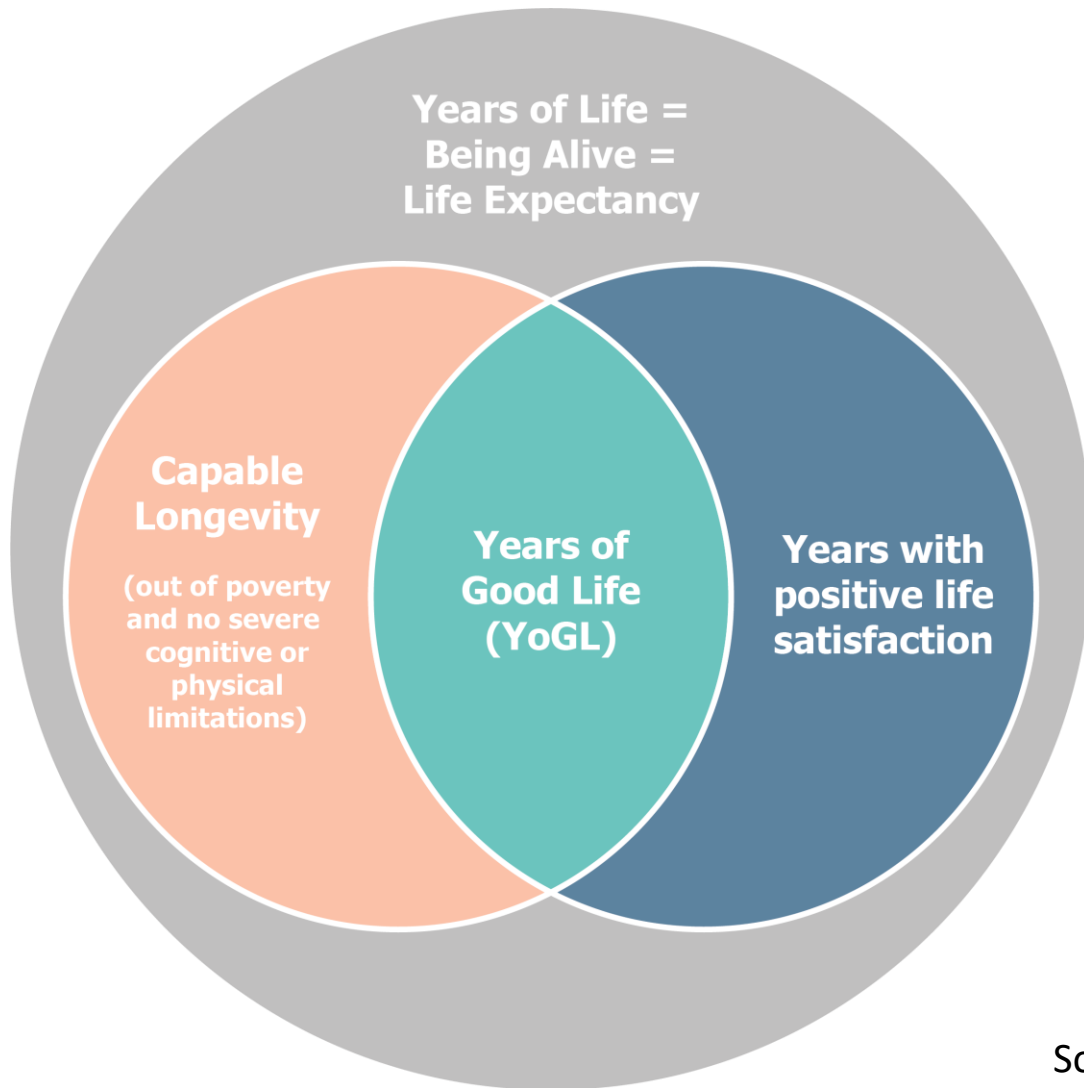 Years of Life =
Being Alive =
Life Expectancy
Capable
Longevity
(out of poverty
and no severe
cognitive or
physical
limitations)
Years of
Good Life
(YoGL)
Years with
positive life
satisfaction